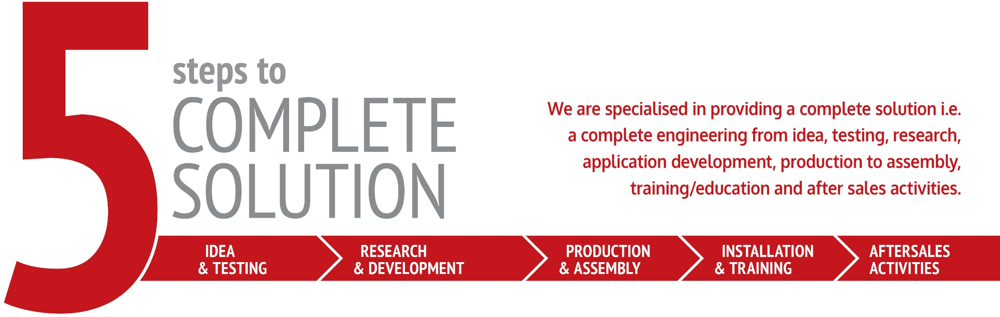 5
steps to
COMPLETE
SOLUTION
We are specialised in providing a complete solution i.e.
a complete engineering from idea, testing, research,
application development, production to assembly,
training/education and after sales activities.
IDEA
& TESTING
RESEARCH
& DEVELOPMENT
PRODUCTION
& ASSEMBLY
INSTALLATION
& TRAINING
AFTERSALES
ACTIVITIES